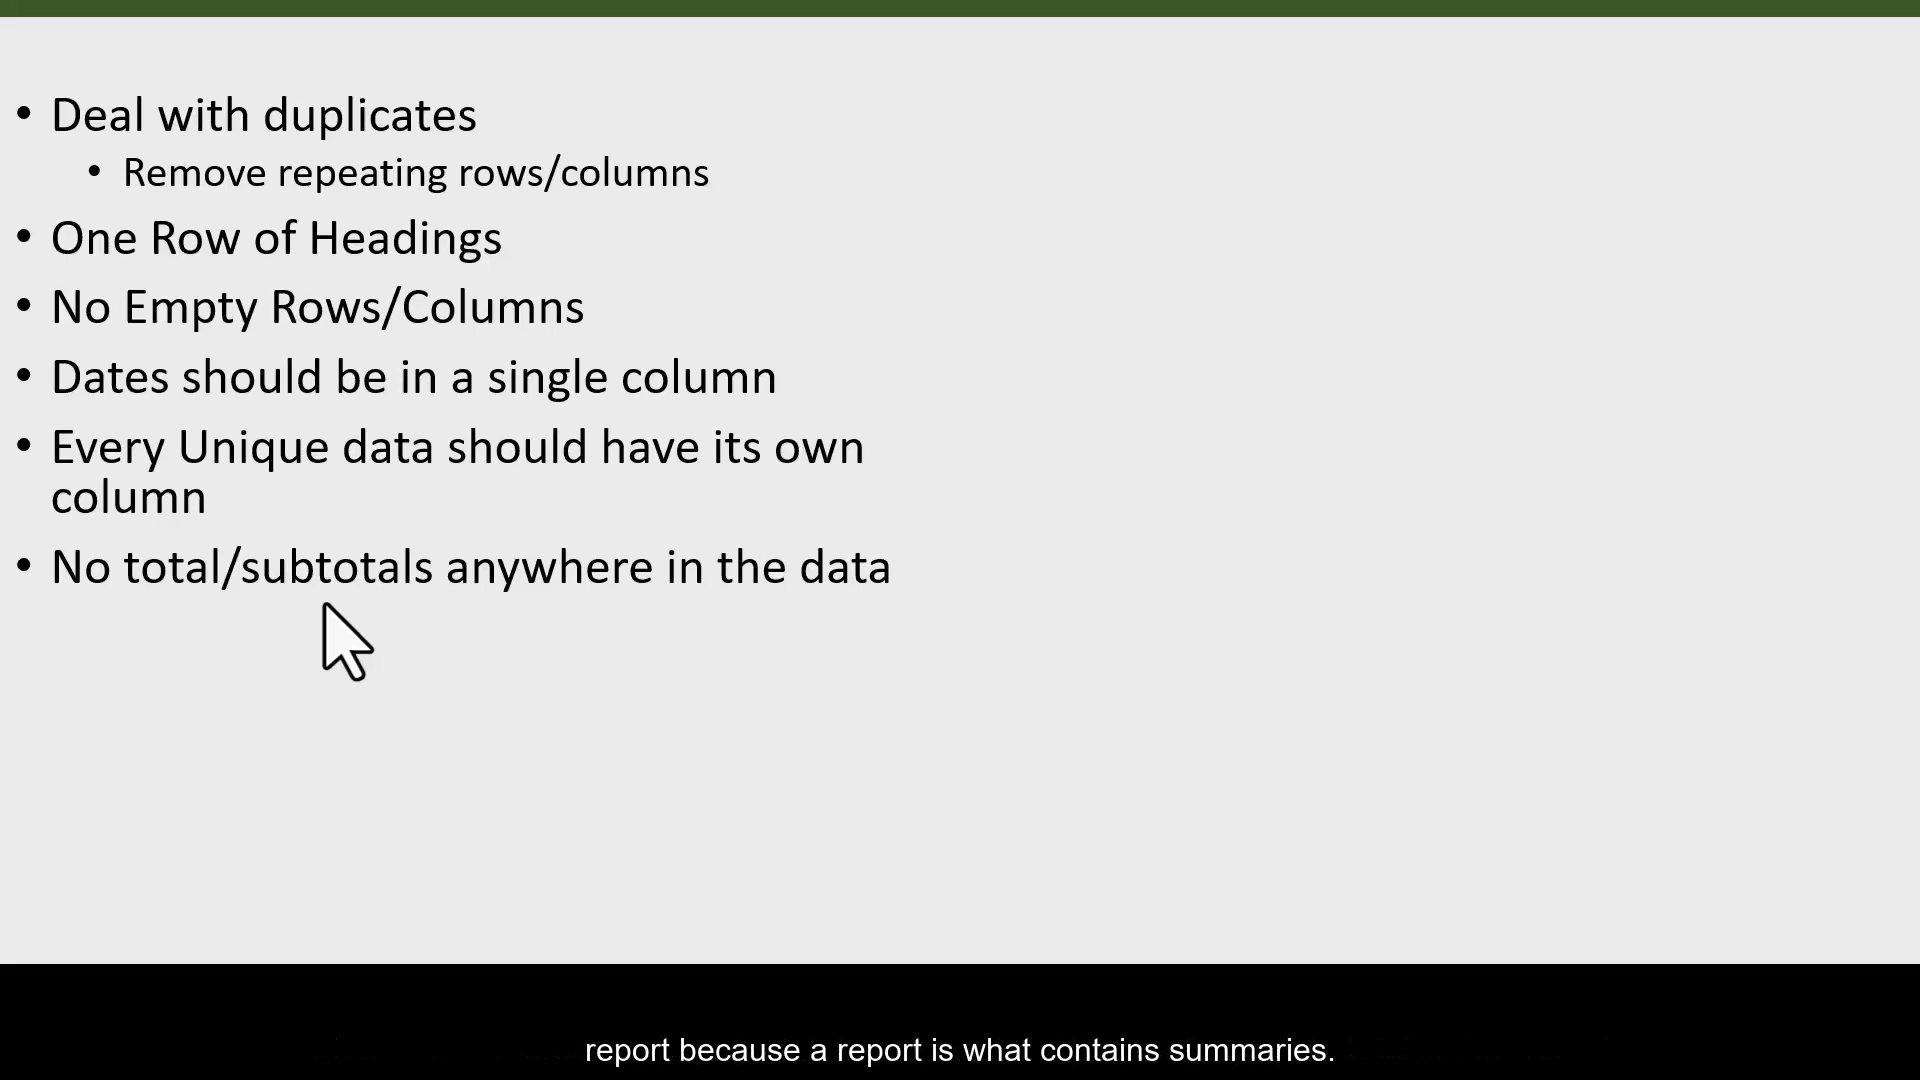 • Deal with duplicates
• Remove repeating rows/columns
• One Row of Headings
• No Empty Rows/Columns
• Dates should be in a single column
• Every Unique data should have its own
column
• No total/subtotals anywhere in the data
report because a report is what contains summaries.